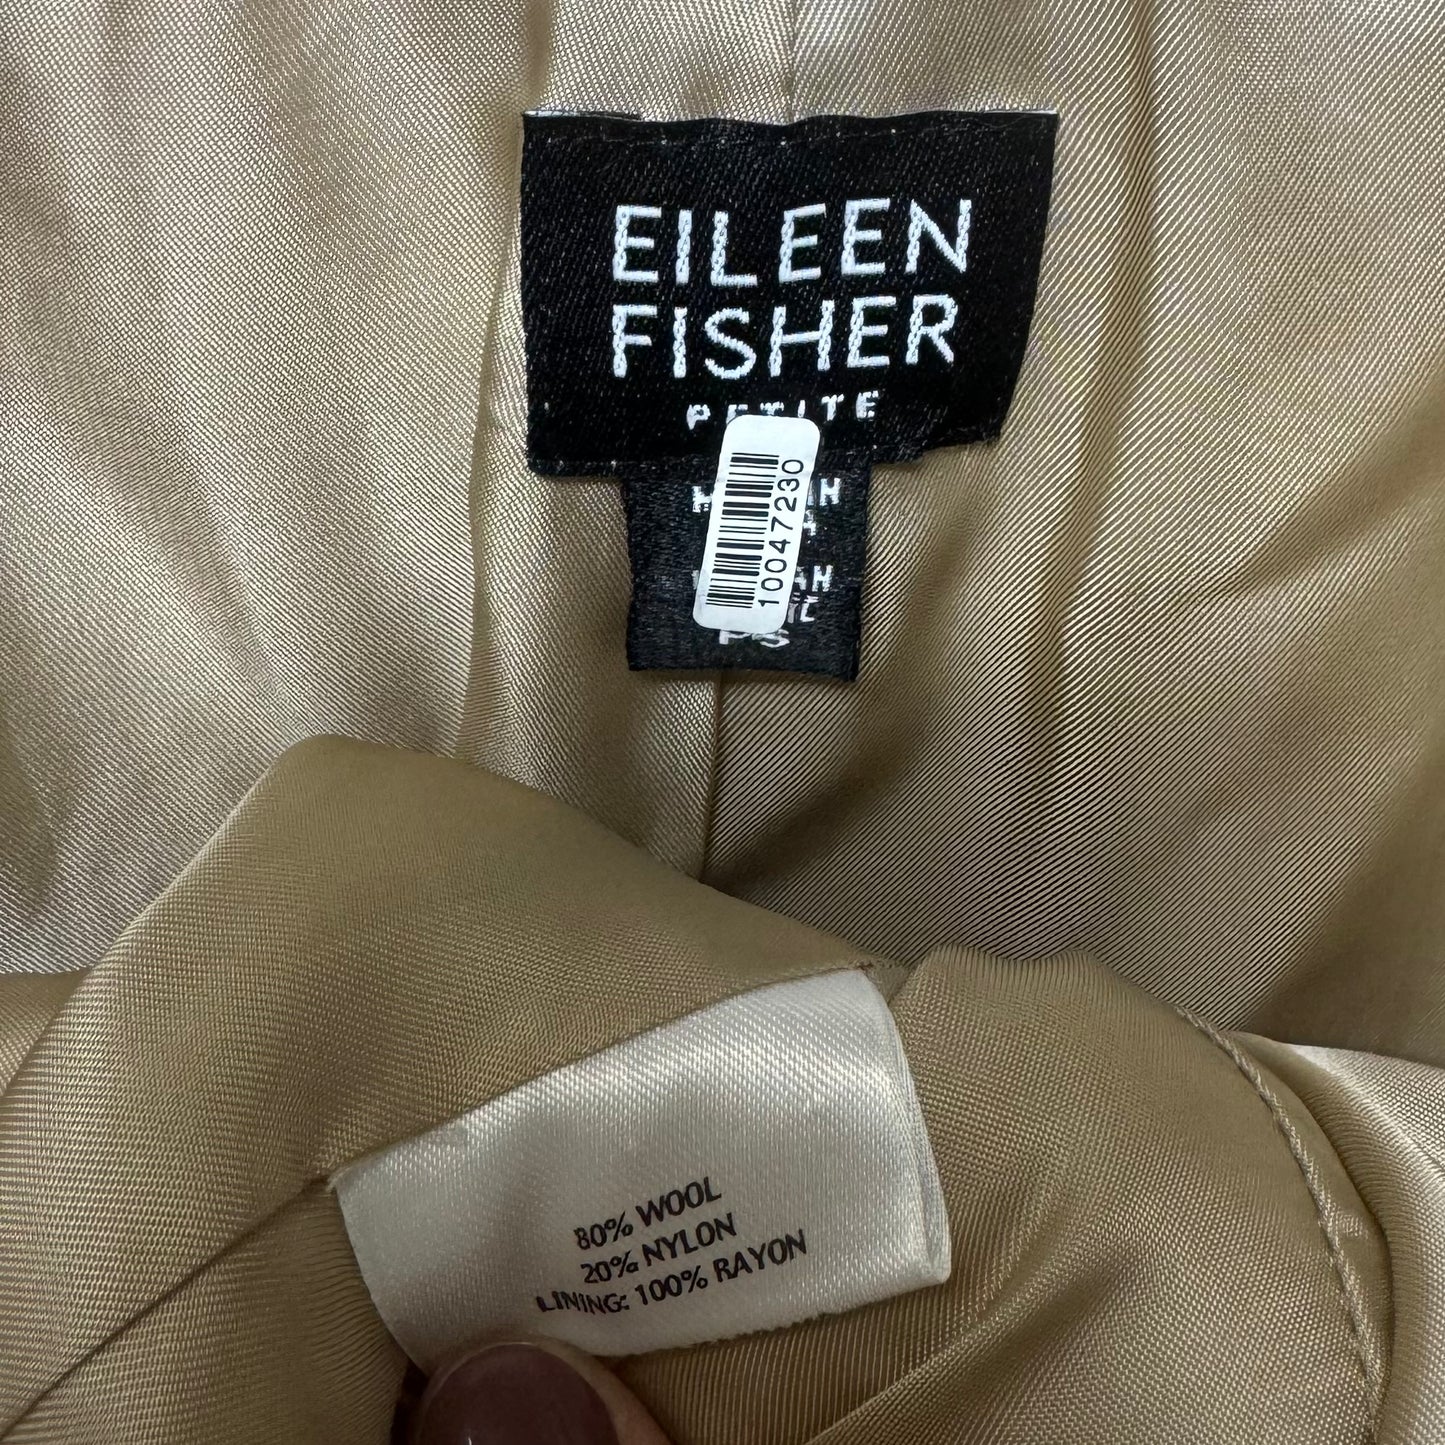 EILEEN
FISHER
PETITE
PS
10047230
80% WOOL
20% NYLON
LINING: 100% RAYON